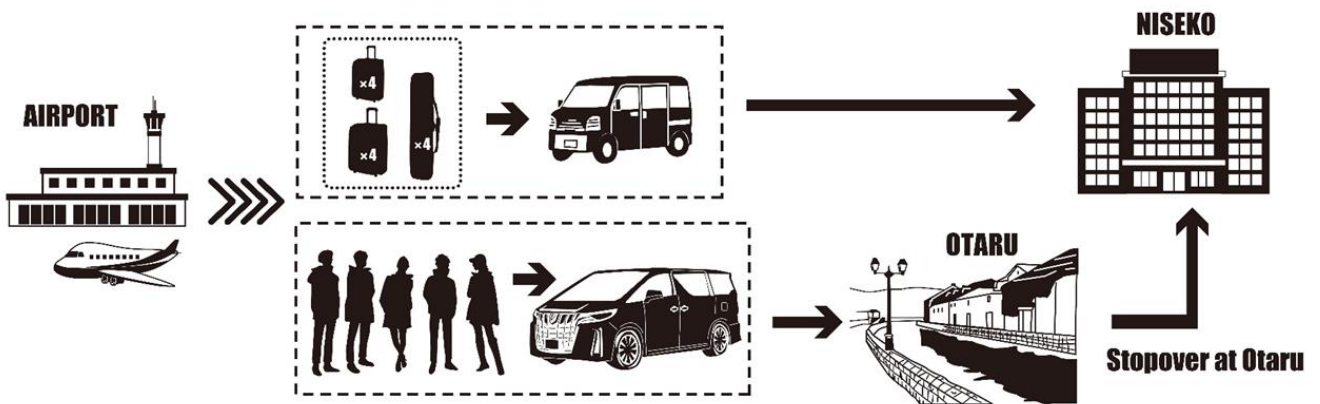 NISEKO
AIRPORT
×4
×4
×4
OTARU
Stopover at Otaru